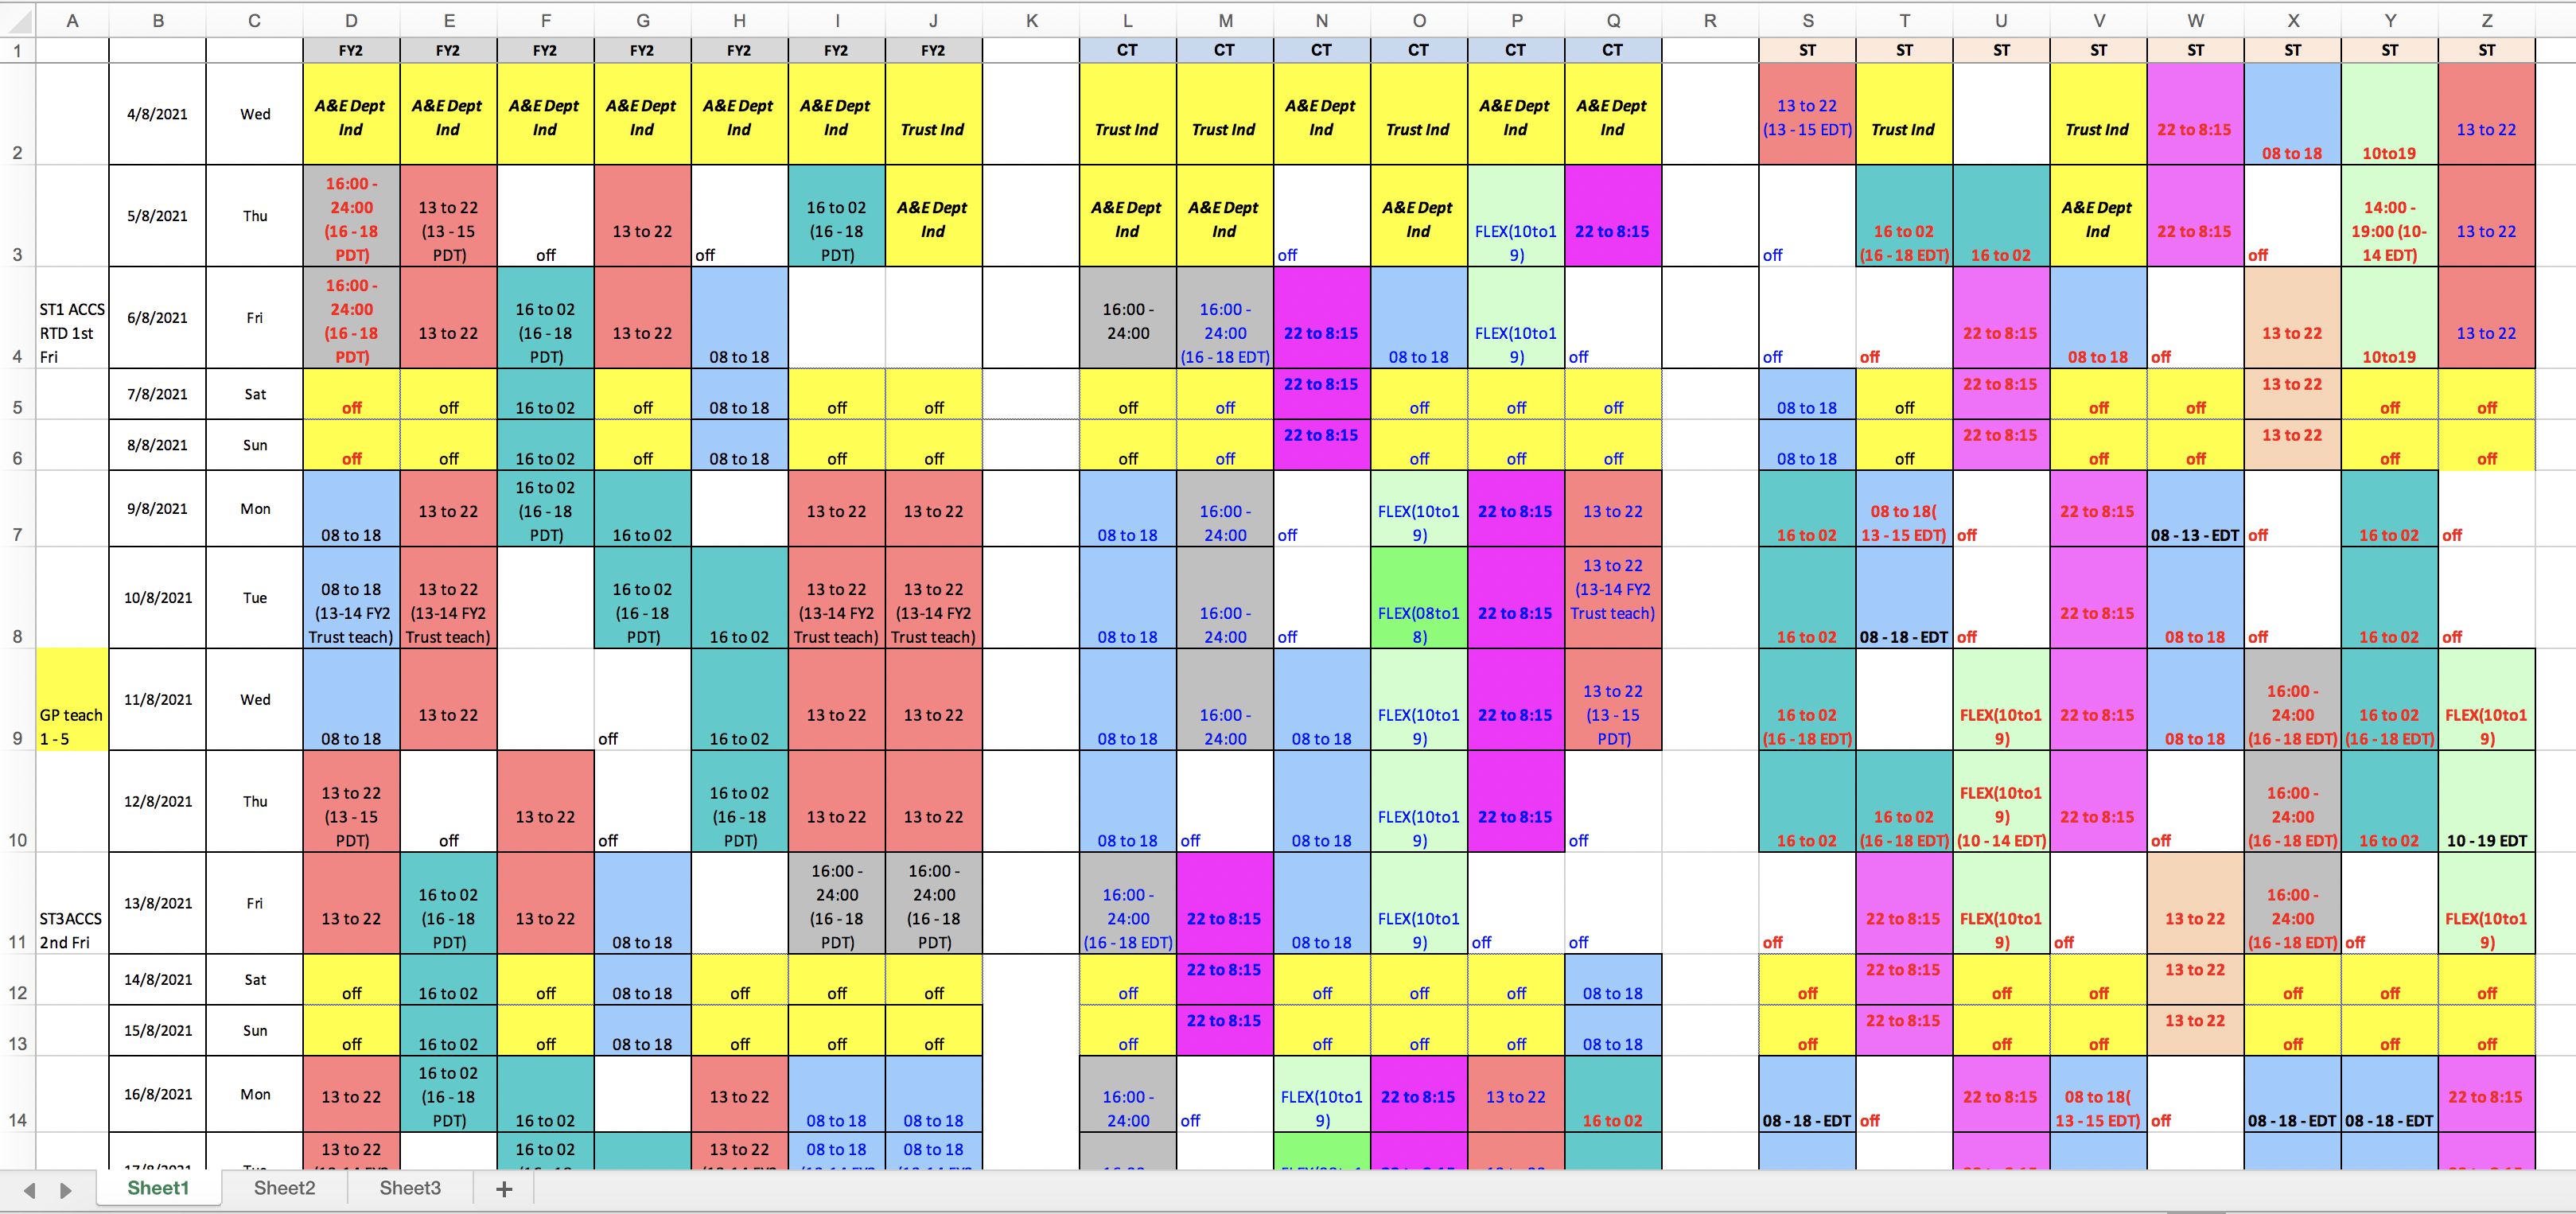 A B C D E F G H I J K L M N O P Q R S T U V W X Y Z
1 FY2 FY2 FY2 FY2 FY2 FY2 FY2 CT CT CT CT CT CT ST ST ST ST ST ST ST ST
2 4/8/2021 Wed A&E Dept Ind A&E Dept Ind A&E Dept Ind A&E Dept Ind A&E Dept Ind A&E Dept Ind Trust Ind Trust Ind Trust Ind A&E Dept Ind Trust Ind A&E Dept Ind A&E Dept Ind 13 to 22 (13 - 15 EDT) Trust Ind Trust Ind 22 to 8:15 08 to 18 10to19 13 to 22
3 5/8/2021 Thu 16:00 - 24:00 (16 - 18 PDT) 13 to 22 (13 - 15 PDT) off 13 to 22 off 16 to 02 (16 - 18 PDT) A&E Dept Ind A&E Dept Ind A&E Dept Ind off A&E Dept Ind FLEX(10to19) 22 to 8:15 off 16 to 02 (16 - 18 EDT) 16 to 02 A&E Dept Ind 22 to 8:15 off 14:00 - 19:00 (10-14 EDT) 13 to 22
4 ST1 ACCS RTD 1st Fri 6/8/2021 Fri 16:00 - 24:00 (16 - 18 PDT) 13 to 22 16 to 02 (16 - 18 PDT) 13 to 22 08 to 18 16:00 - 24:00 16:00 - 24:00 (16 - 18 EDT) 22 to 8:15 08 to 18 FLEX(10to19) off off off 22 to 8:15 08 to 18 off 13 to 22 10to19 13 to 22
5 7/8/2021 Sat off off 16 to 02 off 08 to 18 off off off off 22 to 8:15 off off off 08 to 18 off 22 to 8:15 off off 13 to 22 off off
6 8/8/2021 Sun off off 16 to 02 off 08 to 18 off off off off 22 to 8:15 off off off 08 to 18 off 22 to 8:15 off off 13 to 22 off off
7 9/8/2021 Mon 08 to 18 13 to 22 16 to 02 (16 - 18 PDT) 16 to 02 13 to 22 13 to 22 08 to 18 16:00 - 24:00 off FLEX(10to19) 22 to 8:15 13 to 22 16 to 02 08 to 18( 13 - 15 EDT) off 22 to 8:15 08 - 13 - EDT off 16 to 02 off
8 10/8/2021 Tue 08 to 18 (13-14 FY2 Trust teach) 13 to 22 (13-14 FY2 Trust teach) 16 to 02 (16 - 18 PDT) 16 to 02 13 to 22 (13-14 FY2 Trust teach) 13 to 22 (13-14 FY2 Trust teach) 08 to 18 16:00 - 24:00 off FLEX(08to18) 22 to 8:15 13 to 22 (13-14 FY2 Trust teach) 16 to 02 08 - 18 - EDT off 22 to 8:15 08 to 18 off 16 to 02 off
9 GP teach 1 - 5 11/8/2021 Wed 08 to 18 13 to 22 off 16 to 02 13 to 22 13 to 22 08 to 18 16:00 - 24:00 08 to 18 FLEX(10to19) 22 to 8:15 13 to 22 (13 - 15 PDT) 16 to 02 (16 - 18 EDT) FLEX(10to19) 22 to 8:15 08 to 18 16:00 - 24:00 (16 - 18 EDT) 16 to 02 (16 - 18 EDT) FLEX(10to19)
10 12/8/2021 Thu 13 to 22 (13 - 15 PDT) off 13 to 22 off 16 to 02 (16 - 18 PDT) 13 to 22 13 to 22 08 to 18 off 08 to 18 FLEX(10to19) 22 to 8:15 off 16 to 02 16 to 02 (16 - 18 EDT) FLEX(10to19) (10 - 14 EDT) 22 to 8:15 off 16:00 - 24:00 (16 - 18 EDT) 16 to 02 10 - 19 EDT
11 ST3ACCS 2nd Fri 13/8/2021 Fri 13 to 22 16 to 02 (16 - 18 PDT) 13 to 22 08 to 18 16:00 - 24:00 (16 - 18 PDT) 16:00 - 24:00 (16 - 18 PDT) 16:00 - 24:00 (16 - 18 EDT) 22 to 8:15 08 to 18 FLEX(10to19) off off off 22 to 8:15 FLEX(10to19) off 13 to 22 16:00 - 24:00 (16 - 18 EDT) off FLEX(10to19)
12 14/8/2021 Sat off 16 to 02 off 08 to 18 off off off off 22 to 8:15 off off off 08 to 18 off 22 to 8:15 off off 13 to 22 off off off
13 15/8/2021 Sun off 16 to 02 off 08 to 18 off off off off 22 to 8:15 off off off 08 to 18 off 22 to 8:15 off off 13 to 22 off off off
14 16/8/2021 Mon 13 to 22 16 to 02 (16 - 18 PDT) 16 to 02 13 to 22 08 to 18 08 to 18 16:00 - 24:00 off FLEX(10to19) 22 to 8:15 13 to 22 16 to 02 08 - 18 - EDT off 22 to 8:15 08 to 18( 13 - 15 EDT) off 08 - 18 - EDT 08 - 18 - EDT 22 to 8:15
13 to 22 16 to 02 13 to 22 08 to 18 08 to 18
Sheet1 Sheet2 Sheet3 +